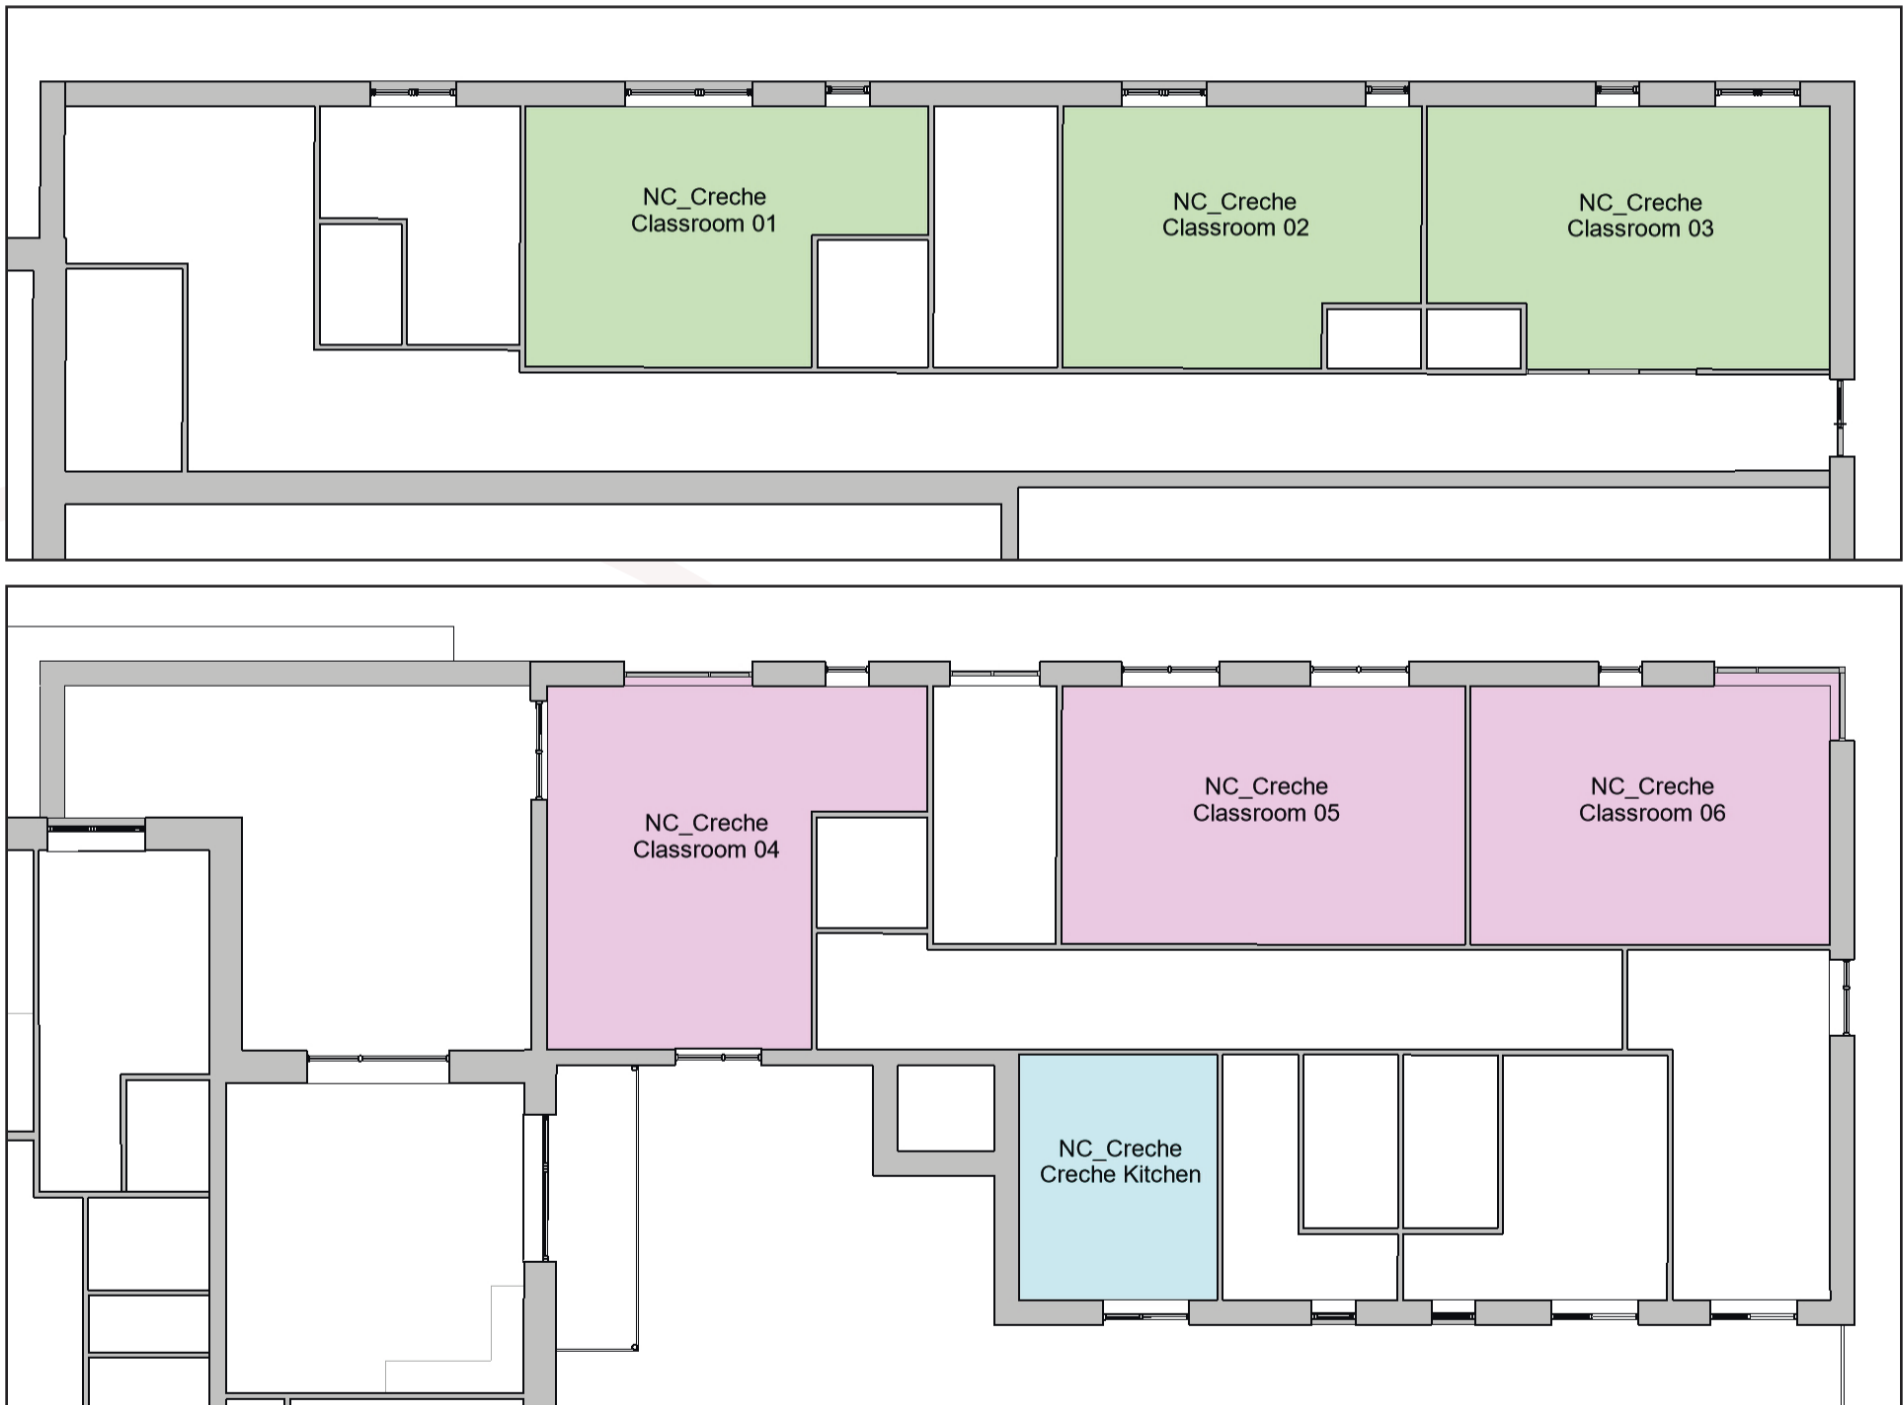 NC_Creche
Classroom 01
NC_Creche
Classroom 02
NC_Creche
Classroom 03
NC_Creche
Classroom 04
NC_Creche
Classroom 05
NC_Creche
Classroom 06
NC_Creche
Creche Kitchen